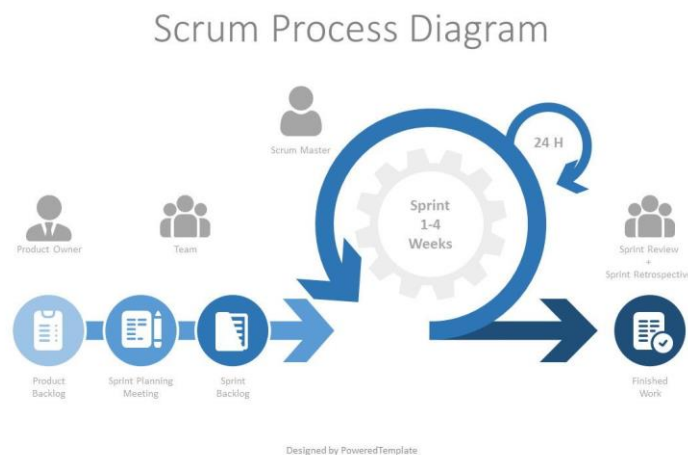 Scrum Process Diagram
Scrum Master
24 H
Sprint
1-4
Weeks
Product Owner
Team
Sprint Review
+
Sprint Retrospective
Product
Backlog
Sprint Planning
Meeting
Sprint
Backlog
Finished
Work
Designed by PoweredTemplate